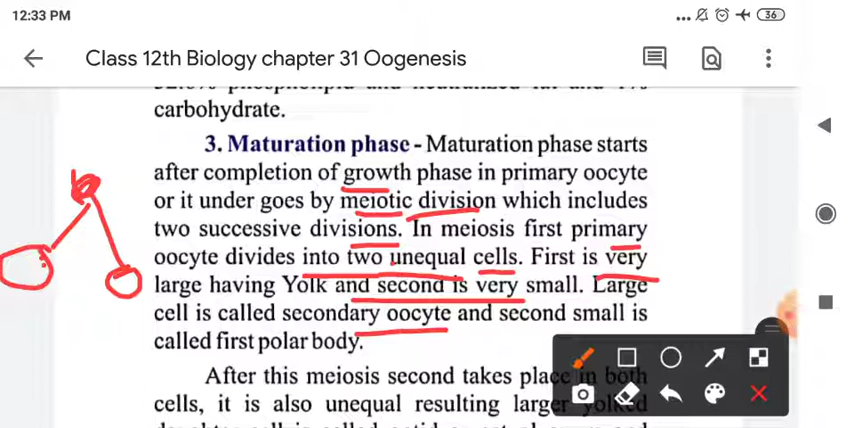 12:33 PM
36
Class 12th Biology chapter 31 Oogenesis
carbohydrate.
3. Maturation phase - Maturation phase starts
after completion of growth phase in primary oocyte
or it under goes by meiotic division which includes
two successive divisions. In meiosis first primary
oocyte divides into two unequal cells. First is very
large having Yolk and second is very small. Large
cell is called secondary oocyte and second small is
called first polar body.
After this meiosis second takes place in both
cells, it is also unequal resulting larger yolked